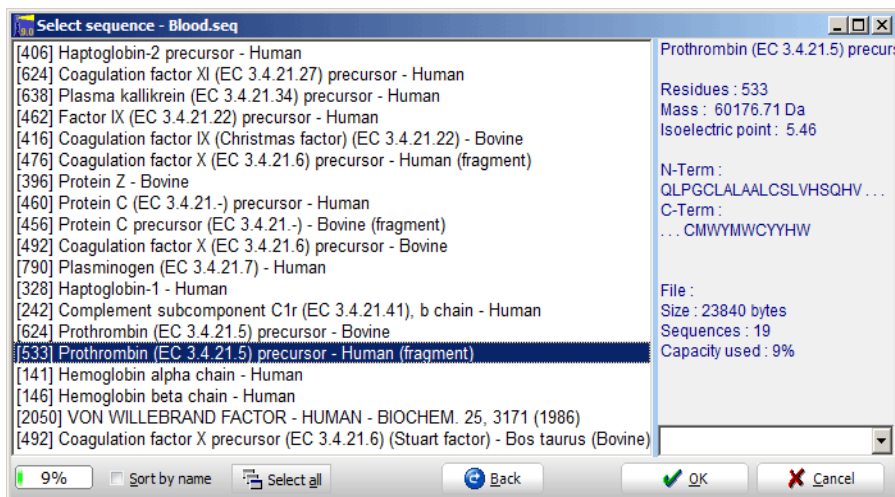 9.0 Select sequence - Blood.seq
[406] Haptoglobin-2 precursor - Human
[624] Coagulation factor XI (EC 3.4.21.27) precursor - Human
[638] Plasma kallikrein (EC 3.4.21.34) precursor - Human
[462] Factor IX (EC 3.4.21.22) precursor - Human
[416] Coagulation factor IX (Christmas factor) (EC 3.4.21.22) - Bovine
[476] Coagulation factor X (EC 3.4.21.6) precursor - Human (fragment)
[396] Protein Z - Bovine
[460] Protein C (EC 3.4.21.-) precursor - Human
[456] Protein C precursor (EC 3.4.21.-) - Bovine (fragment)
[492] Coagulation factor X (EC 3.4.21.6) precursor - Bovine
[790] Plasminogen (EC 3.4.21.7) - Human
[328] Haptoglobin-1 - Human
[242] Complement subcomponent C1r (EC 3.4.21.41), b chain - Human
[624] Prothrombin (EC 3.4.21.5) precursor - Bovine
[533] Prothrombin (EC 3.4.21.5) precursor - Human (fragment)
[141] Hemoglobin alpha chain - Human
[146] Hemoglobin beta chain - Human
[2050] VON WILLEBRAND FACTOR - HUMAN - BIOCHEM. 25, 3171 (1986)
[492] Coagulation factor X precursor (EC 3.4.21.6) (Stuart factor) - Bos taurus (Bovine)
Prothrombin (EC 3.4.21.5) precurs
Residues : 533
Mass : 60176.71 Da
Isoelectric point : 5.46
N-Term :
QLPGCLALAALCSLVHSQHV . . .
C-Term :
. . . CMWYMWCYYHW
File :
Size : 23840 bytes
Sequences : 19
Capacity used : 9%
9% Sort by name Select all Back OK Cancel